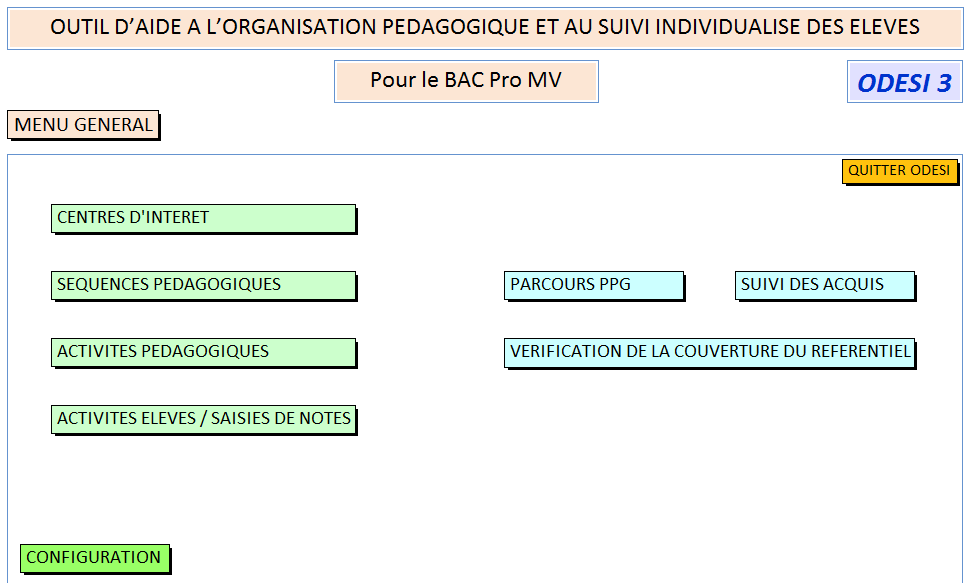 OUTIL D’AIDE A L’ORGANISATION PEDAGOGIQUE ET AU SUIVI INDIVIDUALISE DES ELEVES
Pour le BAC Pro MV
ODESI 3
MENU GENERAL
QUITTER ODESI
CENTRES D'INTERET
SEQUENCES PEDAGOGIQUES
PARCOURS PPG
SUIVI DES ACQUIS
ACTIVITES PEDAGOGIQUES
VERIFICATION DE LA COUVERTURE DU REFERENTIEL
ACTIVITES ELEVES / SAISIES DE NOTES
CONFIGURATION